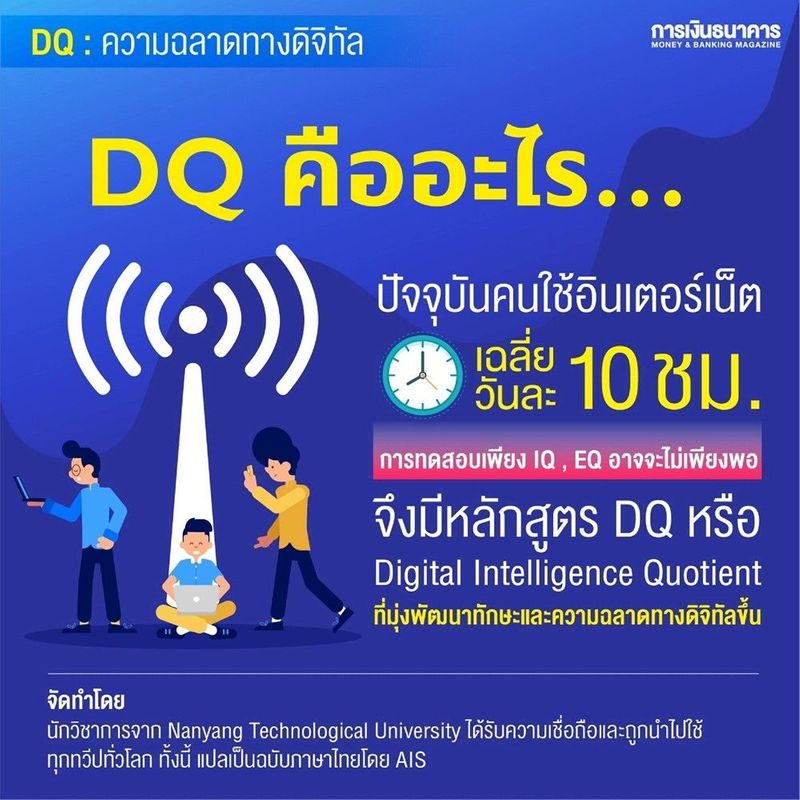 DQ : ความฉลาดทางดิจิทัล
การเงินธนาคาร
MONEY & BANKING MAGAZINE
DQ คืออะไร...
ปัจจุบันคนใช้อินเตอร์เน็ต
เฉลี่ย
วันละ 10 ชม.
การทดสอบเพียง IQ , EQ อาจจะไม่เพียงพอ
จึงมีหลักสูตร DQ หรือ
Digital Intelligence Quotient
ที่มุ่งพัฒนาทักษะและความฉลาดทางดิจิทัลขึ้น
จัดทำโดย
นักวิชาการจาก Nanyang Technological University ได้รับความเชื่อถือและถูกนำไปใช้
ทุกทวีปทั่วโลก ทั้งนี้ แปลเป็นฉบับภาษาไทยโดย AIS